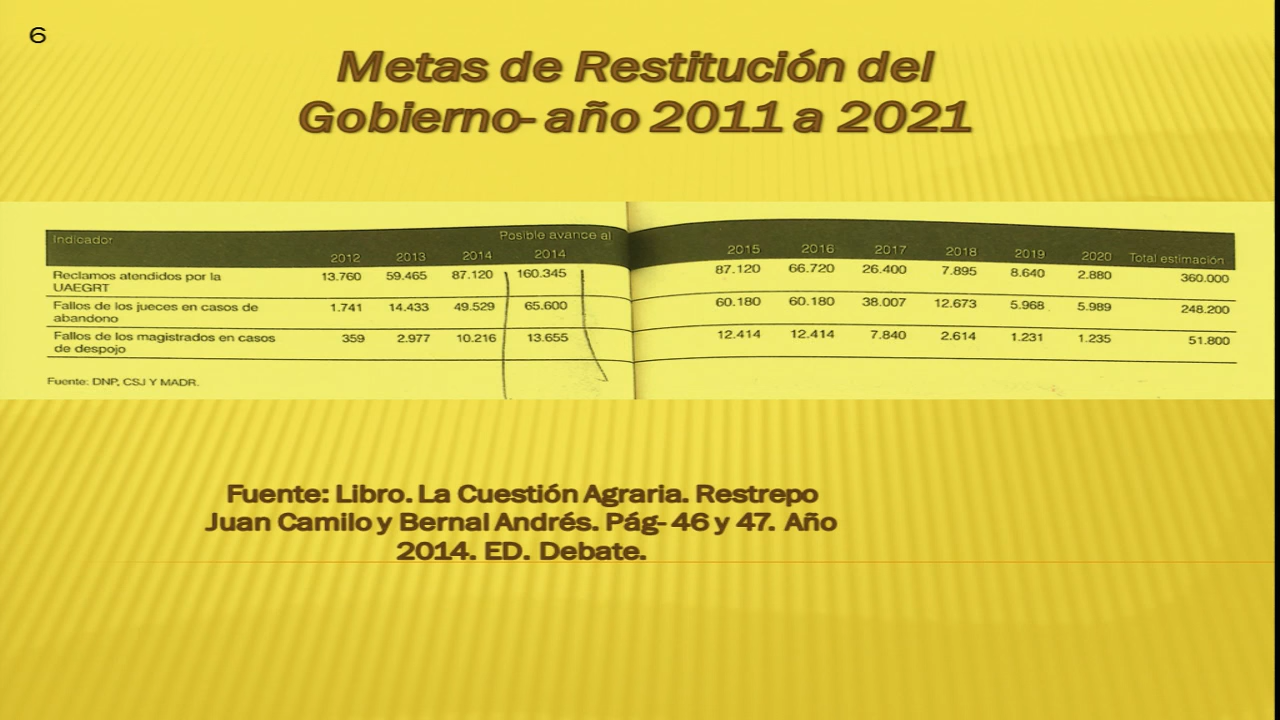 6
Metas de Restitución del
Gobierno- año 2011 a 2021
Indicador 2012 2013 2014 Posible avance al 2014 2015 2016 2017 2018 2019 2020 Total estimación
Reclamos atendidos por la UAEGRT 13.760 59.465 87.120 160.345 87.120 66.720 26.400 7.895 8.640 2.880 360.000
Fallos de los jueces en casos de abandono 1.741 14.433 49.529 65.600 60.180 60.180 38.007 12.673 5.968 5.989 248.200
Fallos de los magistrados en casos de despojo 359 2.977 10.216 13.655 12.414 12.414 7.840 2.614 1.231 1.235 51.800
Fuente: DNP, CSJ Y MADR.
Fuente: Libro. La Cuestión Agraria. Restrepo
Juan Camilo y Bernal Andrés. Pág- 46 y 47. Año
2014. ED. Debate.